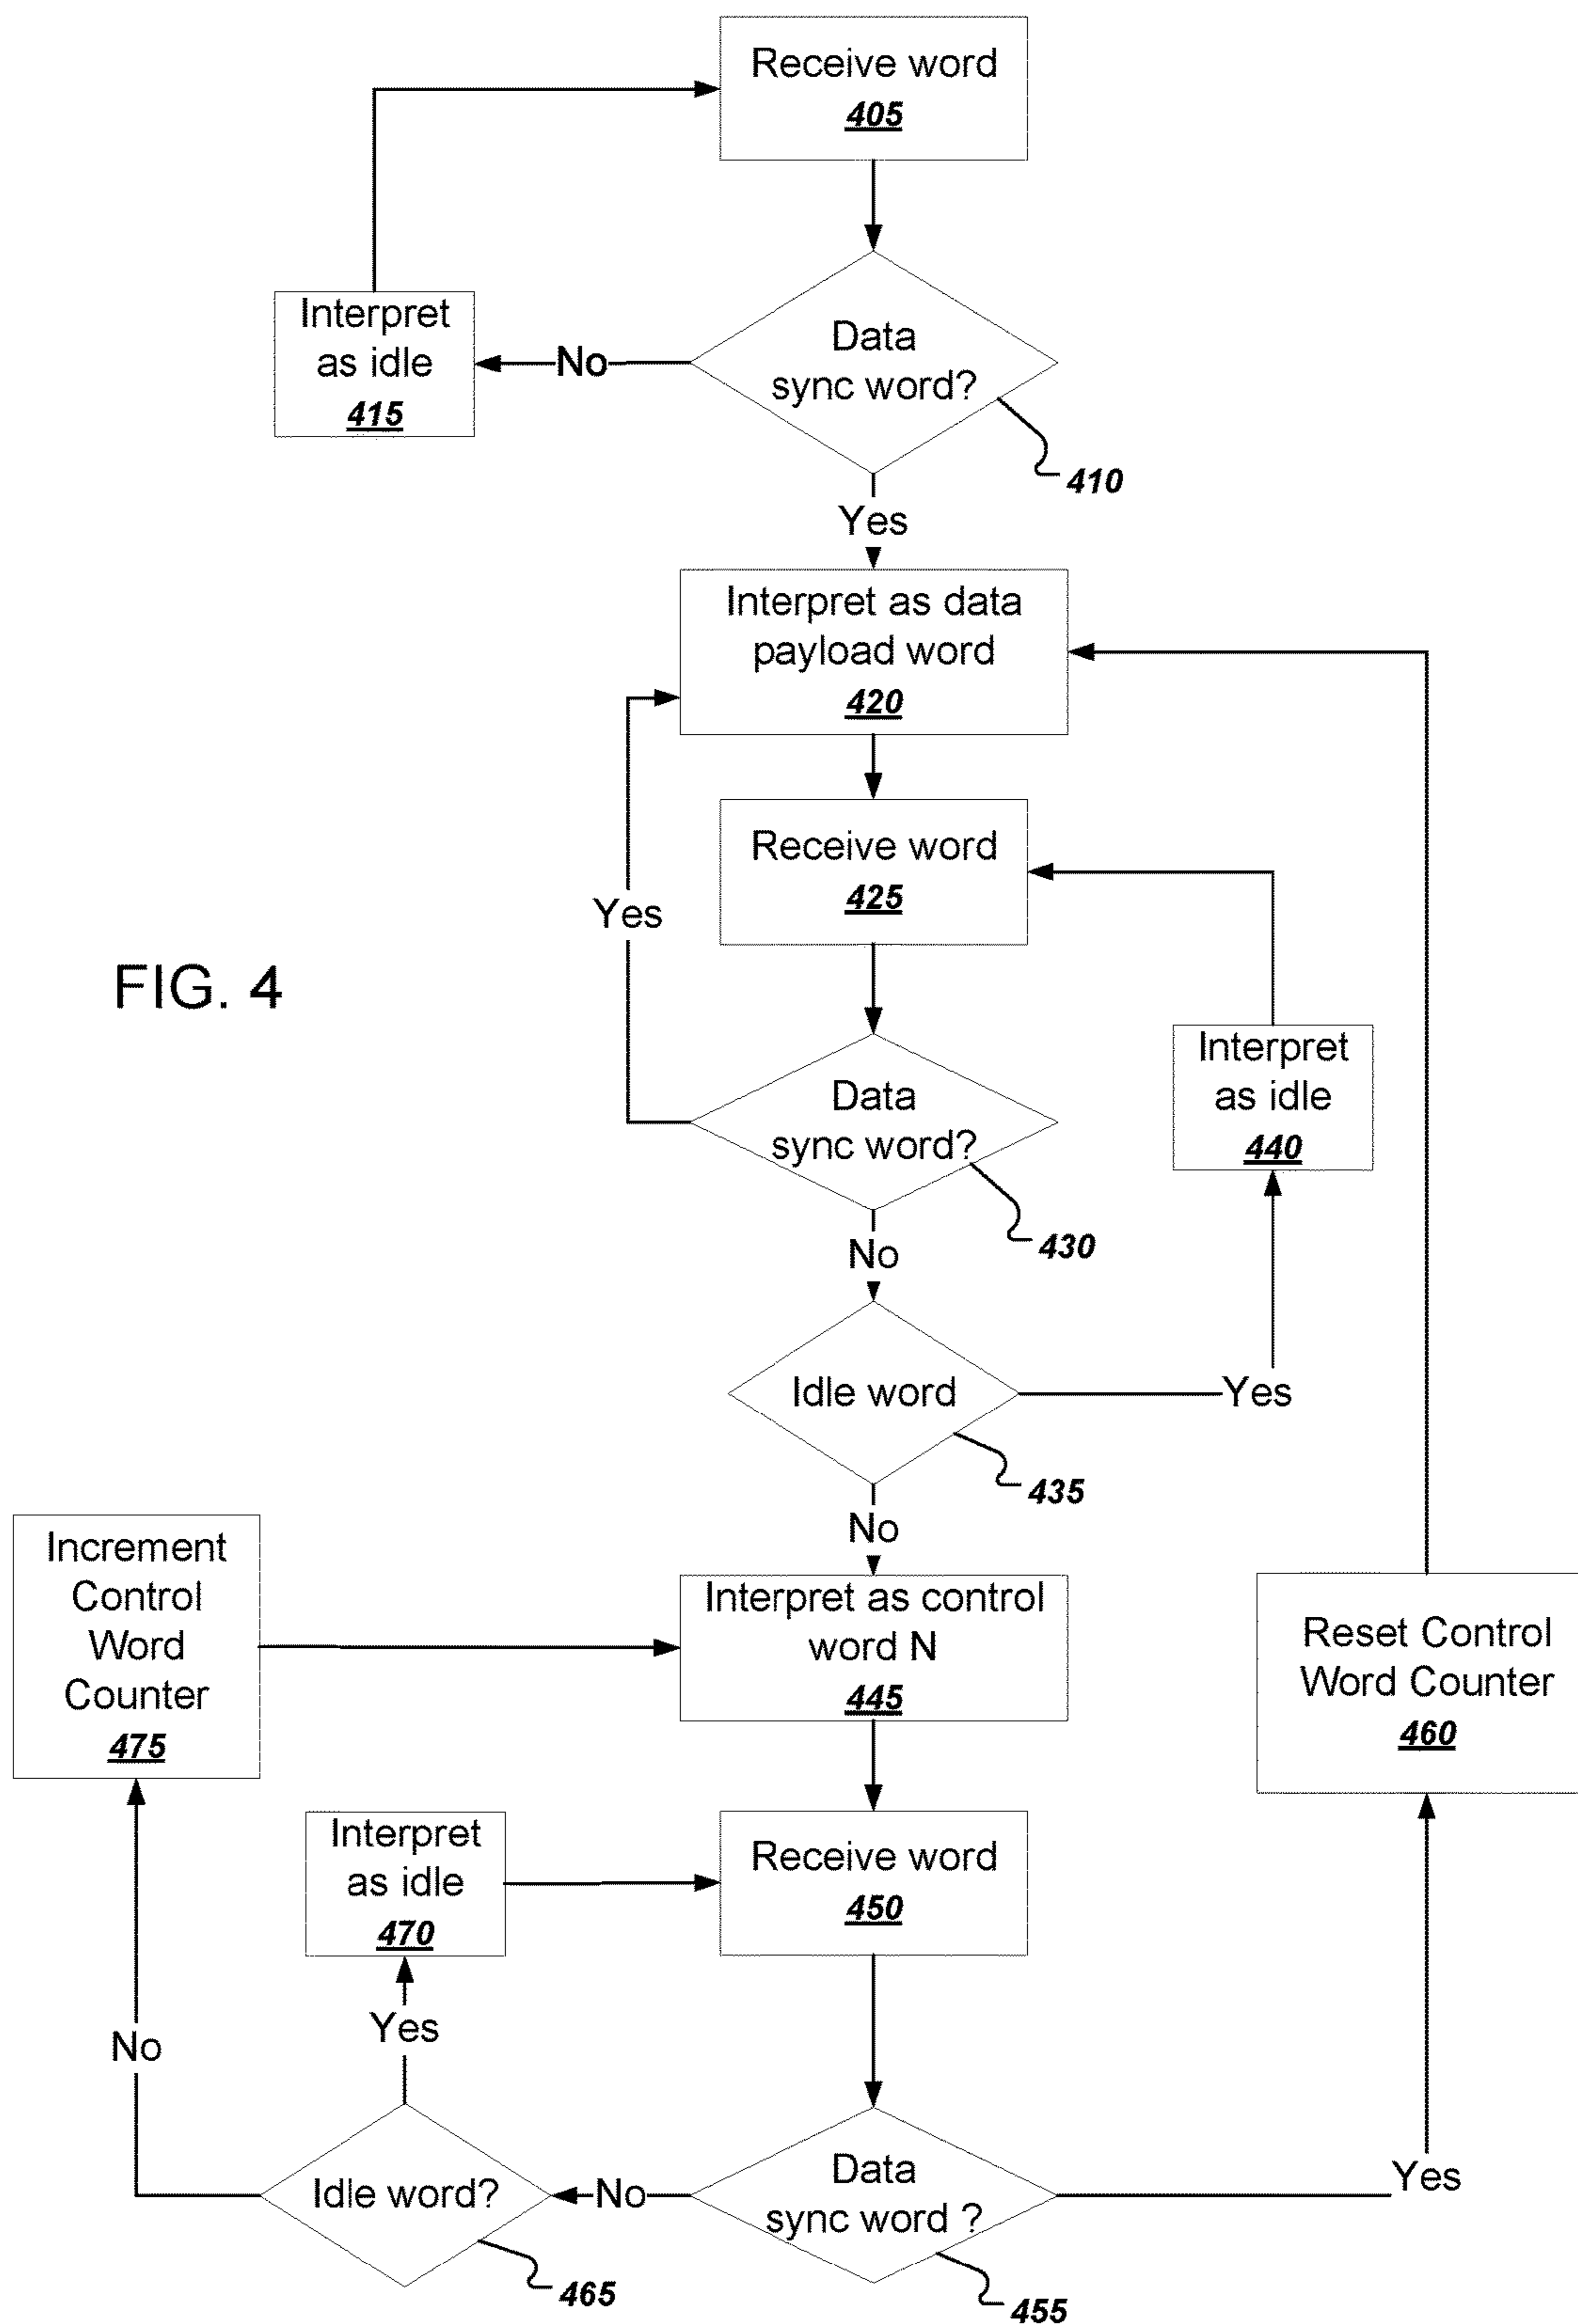 Receive word
405
Interpret
as idle
415
No
Data
sync word?
410
Yes
Interpret as data
payload word
420
Receive word
425
Yes
FIG. 4
Data
sync word?
430
Interpret
as idle
440
No
Idle word
Yes
435
No
Increment
Control
Word
Counter
475
Interpret as control
word N
445
Reset Control
Word Counter
460
Interpret
as idle
470
Receive word
450
Yes
No
Idle word?
465
No
Data
sync word ?
455
Yes